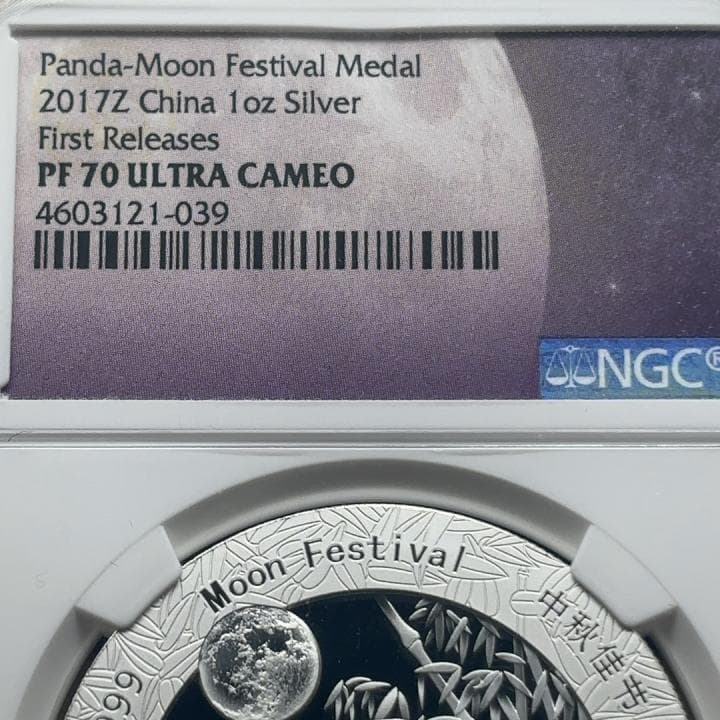 Panda-Moon Festival Medal
2017Z China 1oz Silver
First Releases
PF 70 ULTRA CAMEO
4603121-039
NGC®
Moon Festival
中秋佳节
999